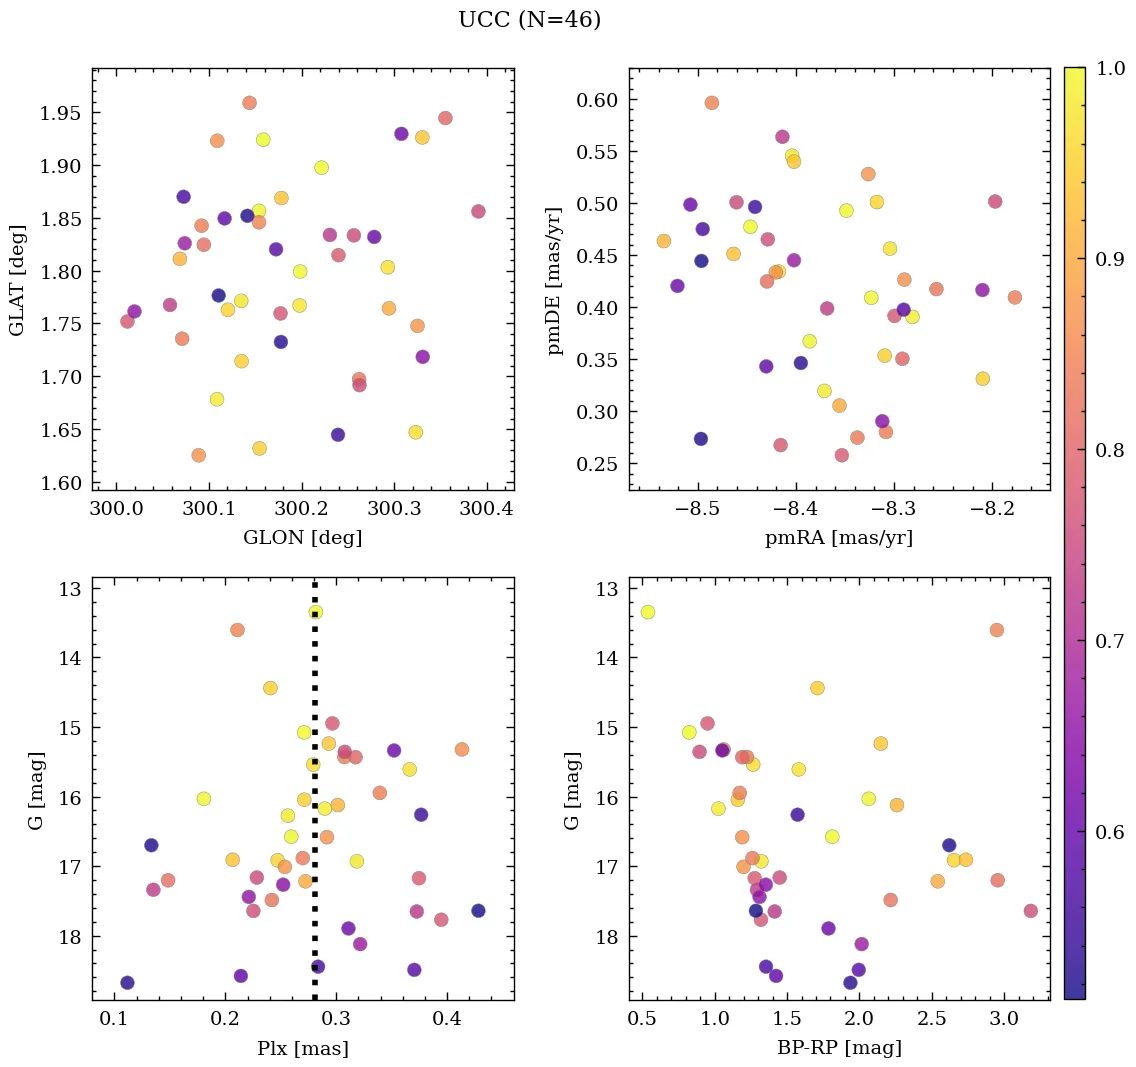 UCC (N=46)
1.95
1.90
1.85
1.80
1.75
1.70
1.65
1.60
GLAT [deg]
300.0 300.1 300.2 300.3 300.4
GLON [deg]
0.60
0.55
0.50
0.45
0.40
0.35
0.30
0.25
pmDE [mas/yr]
−8.5 −8.4 −8.3 −8.2
pmRA [mas/yr]
1.0
0.9
0.8
0.7
0.6
13
14
15
16
17
18
G [mag]
0.1 0.2 0.3 0.4
Plx [mas]
13
14
15
16
17
18
G [mag]
0.5 1.0 1.5 2.0 2.5 3.0
BP-RP [mag]